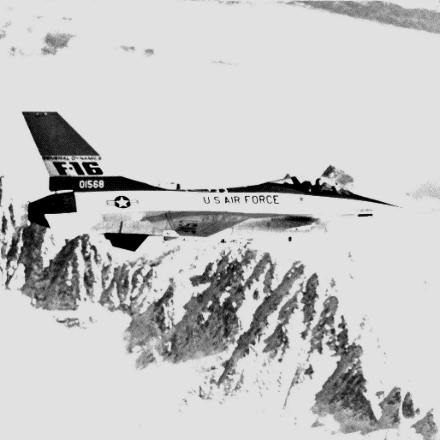 GENERAL DYNAMICS
F-16
01568
U.S. AIR FORCE